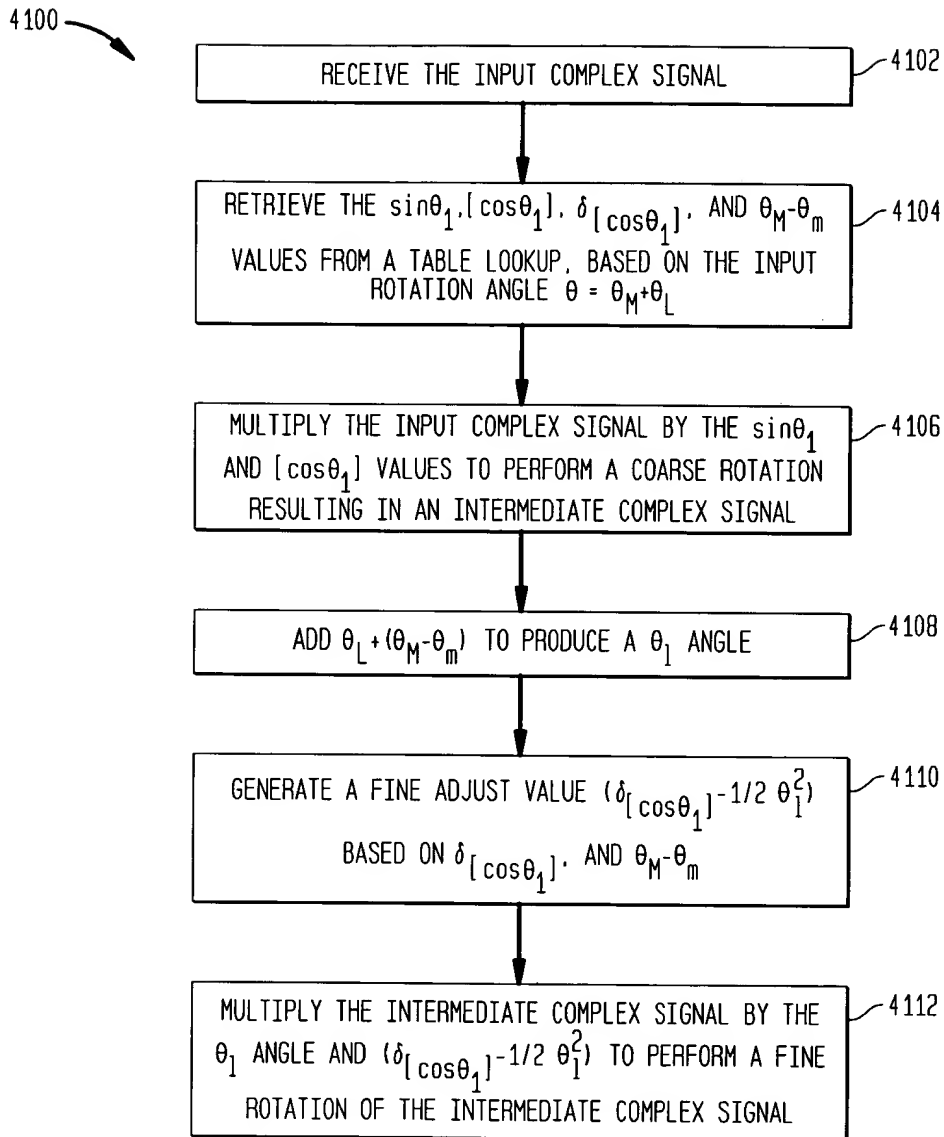 4100
RECEIVE THE INPUT COMPLEX SIGNAL
4102
RETRIEVE THE sinθ₁,[cosθ₁], δ[cosθ₁], AND θM-θm
VALUES FROM A TABLE LOOKUP, BASED ON THE INPUT
ROTATION ANGLE θ = θM+θL
4104
MULTIPLY THE INPUT COMPLEX SIGNAL BY THE sinθ₁
AND [cosθ₁] VALUES TO PERFORM A COARSE ROTATION
RESULTING IN AN INTERMEDIATE COMPLEX SIGNAL
4106
ADD θL+(θM-θm) TO PRODUCE A θl ANGLE
4108
GENERATE A FINE ADJUST VALUE (δ[cosθ₁]-1/2 θl²)
BASED ON δ[cosθ₁], AND θM-θm
4110
MULTIPLY THE INTERMEDIATE COMPLEX SIGNAL BY THE
θl ANGLE AND (δ[cosθ₁]-1/2 θl²) TO PERFORM A FINE
ROTATION OF THE INTERMEDIATE COMPLEX SIGNAL
4112